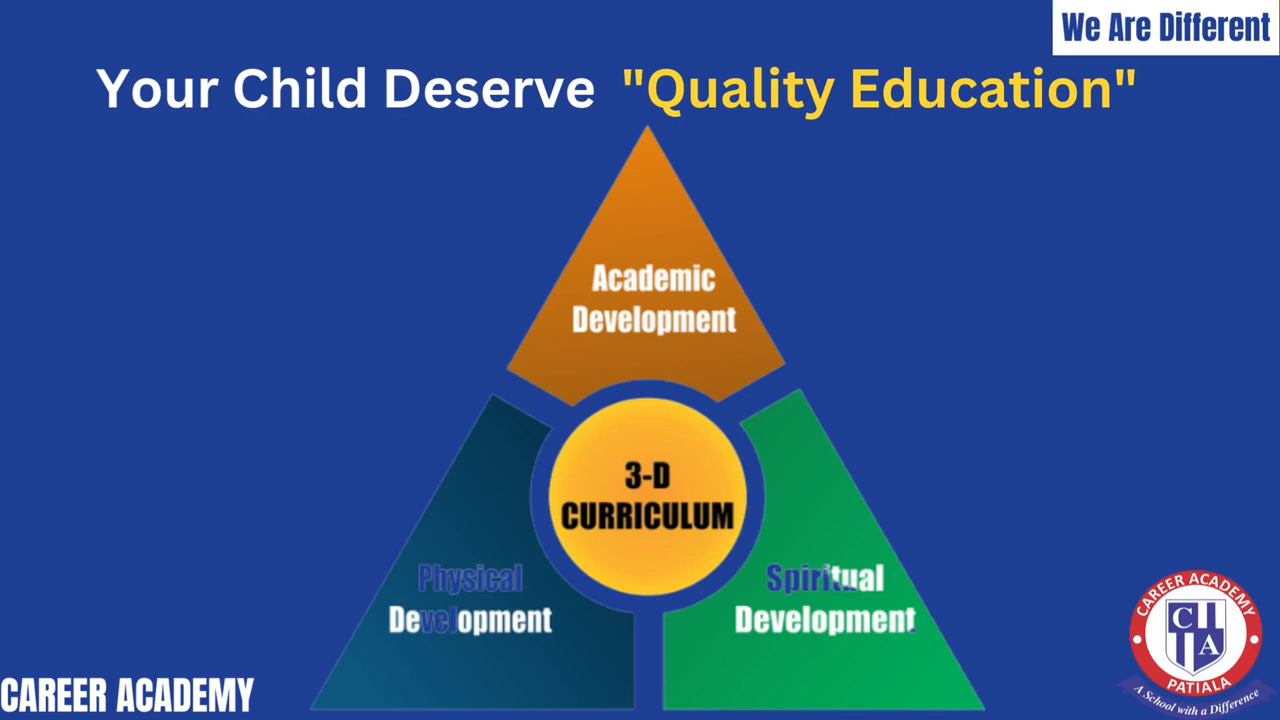 We Are Different
Your Child Deserve "Quality Education"
Academic
Development
3-D
CURRICULUM
Physical
Development
Spiritual
Development
CAREER ACADEMY
CAREER ACADEMY
C
A
PATIALA
A School with a Difference